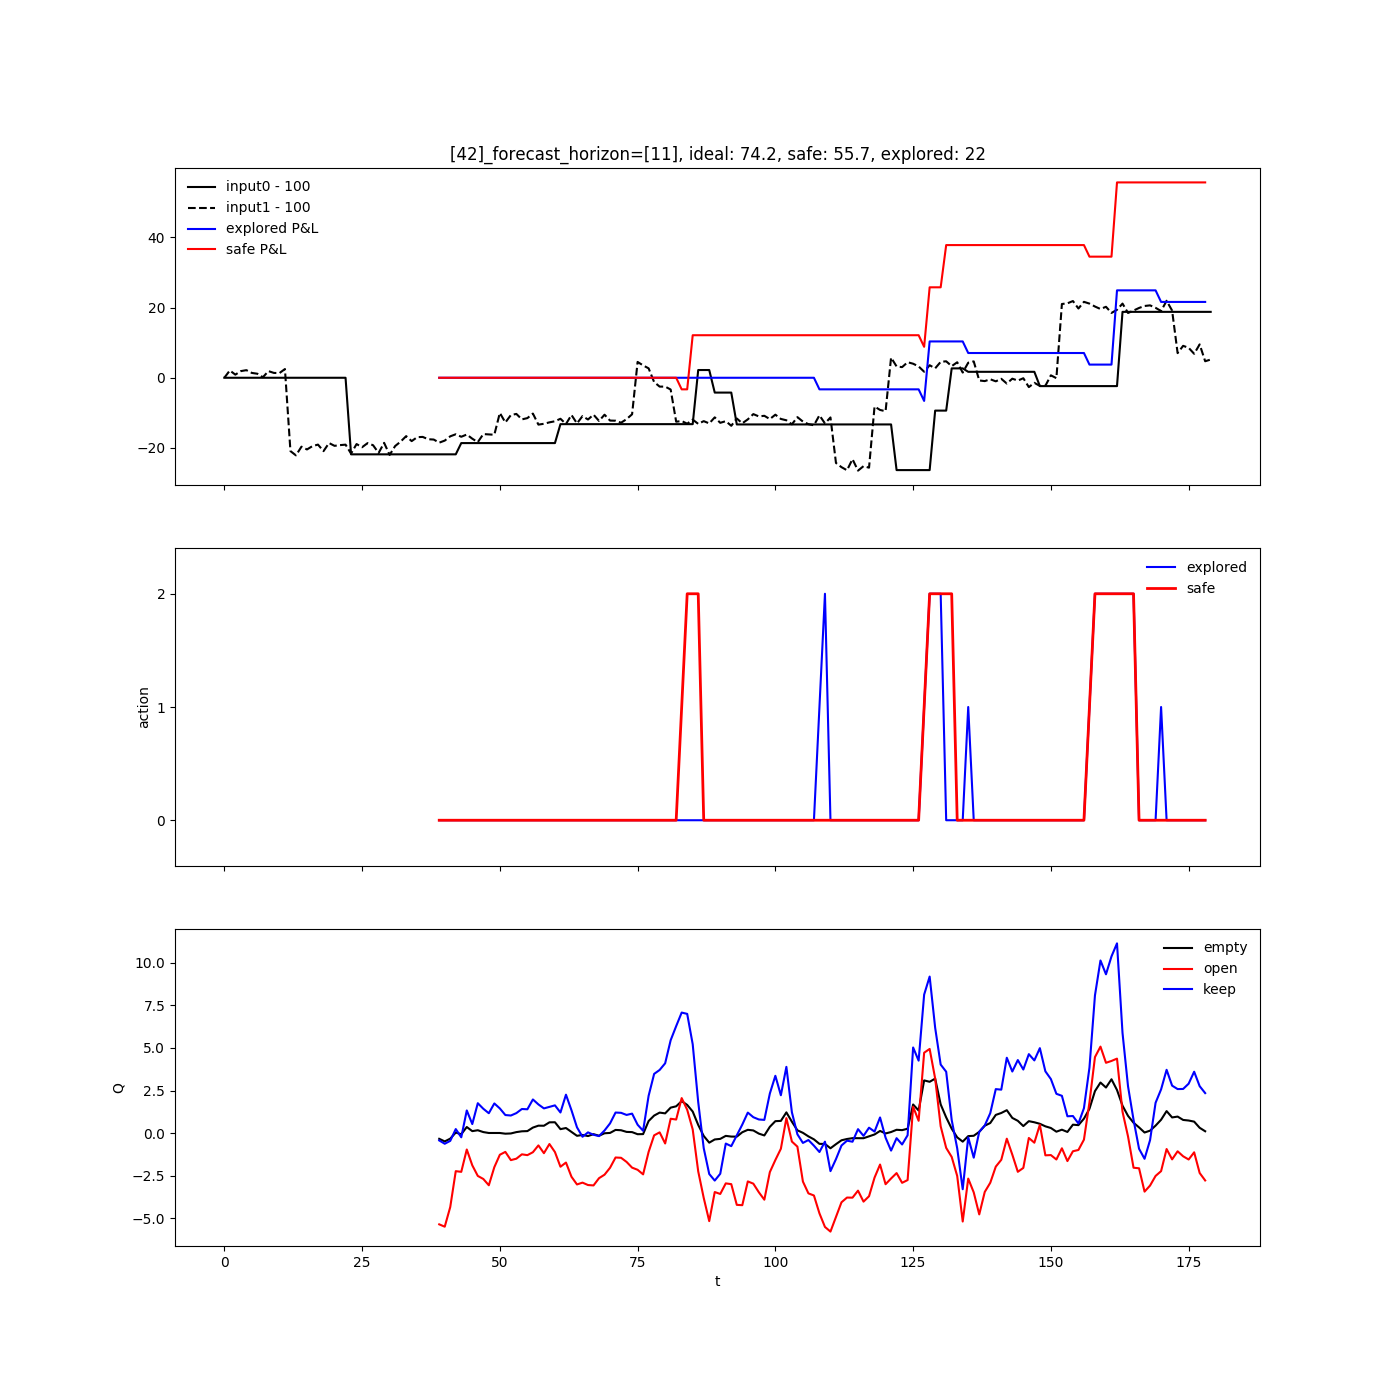 [42]_forecast_horizon=[11], ideal: 74.2, safe: 55.7, explored: 22
input0 - 100
input1 - 100
explored P&L
safe P&L
40
20
0
−20
explored
safe
2
1
0
action
empty
open
keep
10.0
7.5
5.0
2.5
0.0
−2.5
−5.0
Q
0 25 50 75 100 125 150 175
t